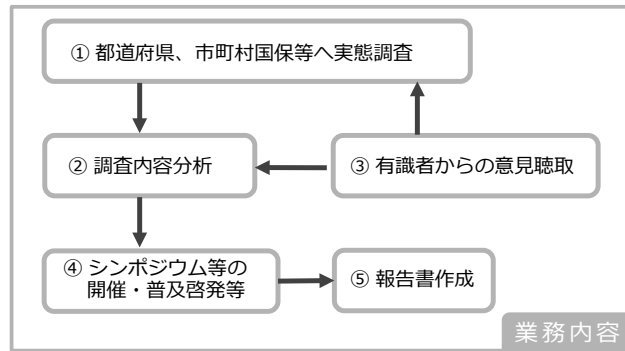 ① 都道府県、市町村国保等へ実態調査
② 調査内容分析
③ 有識者からの意見聴取
④ シンポジウム等の
開催・普及啓発等
⑤ 報告書作成
業務内容